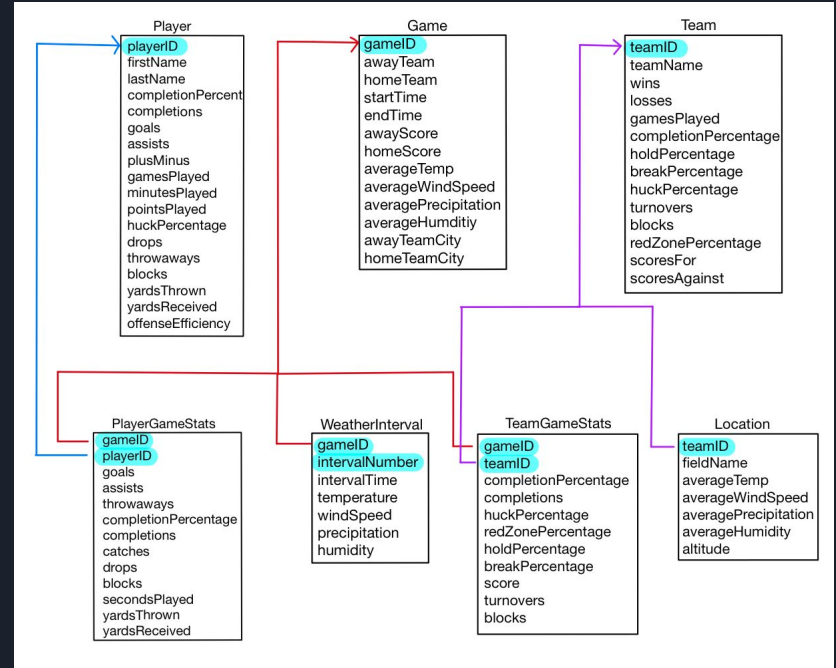 Player
playerID
firstName
lastName
completionPercent
completions
goals
assists
plusMinus
gamesPlayed
minutesPlayed
pointsPlayed
huckPercentage
drops
throwaways
blocks
yardsThrown
yardsReceived
offenseEfficiency
Game
gameID
awayTeam
homeTeam
startTime
endTime
awayScore
homeScore
averageTemp
averageWindSpeed
averagePrecipitation
averageHumditiy
awayTeamCity
homeTeamCity
Team
teamID
teamName
wins
losses
gamesPlayed
completionPercentage
holdPercentage
breakPercentage
huckPercentage
turnovers
blocks
redZonePercentage
scoresFor
scoresAgainst
PlayerGameStats
gameID
playerID
goals
assists
throwaways
completionPercentage
completions
catches
drops
blocks
secondsPlayed
yardsThrown
yardsReceived
WeatherInterval
gameID
intervalNumber
intervalTime
temperature
windSpeed
precipitation
humidity
TeamGameStats
gameID
teamID
completionPercentage
completions
huckPercentage
redZonePercentage
holdPercentage
breakPercentage
score
turnovers
blocks
Location
teamID
fieldName
averageTemp
averageWindSpeed
averagePrecipitation
averageHumidity
altitude